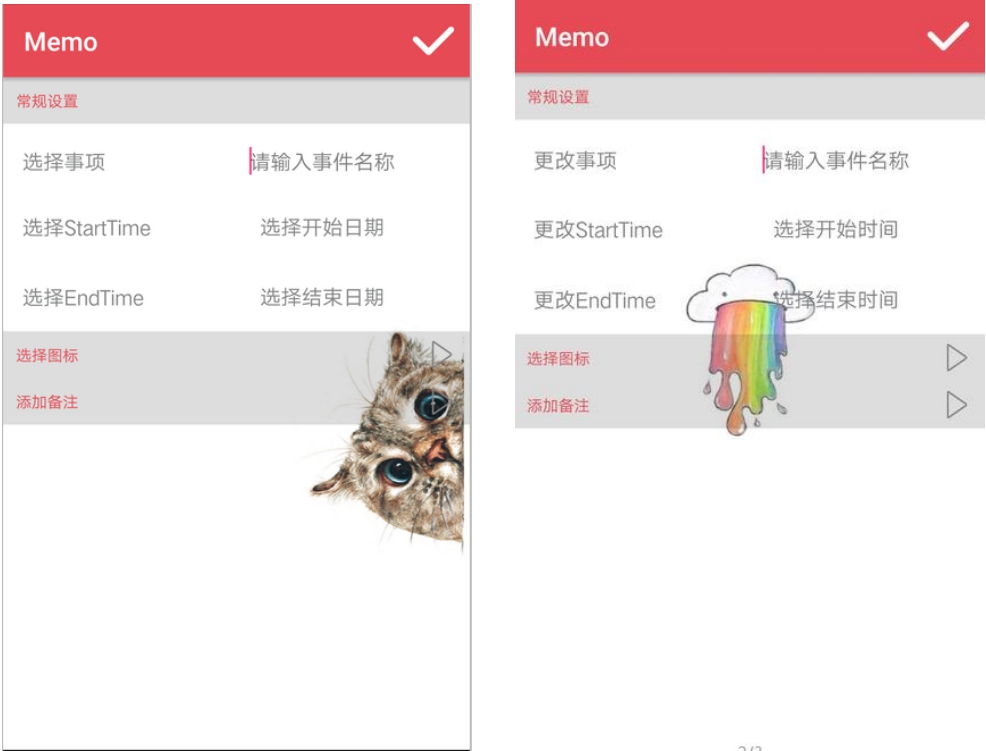 Memo
常规设置
选择事项 请输入事件名称
选择StartTime 选择开始日期
选择EndTime 选择结束日期
选择图标
添加备注
Memo
常规设置
更改事项 请输入事件名称
更改StartTime 选择开始时间
更改EndTime 选择结束时间
选择图标
添加备注